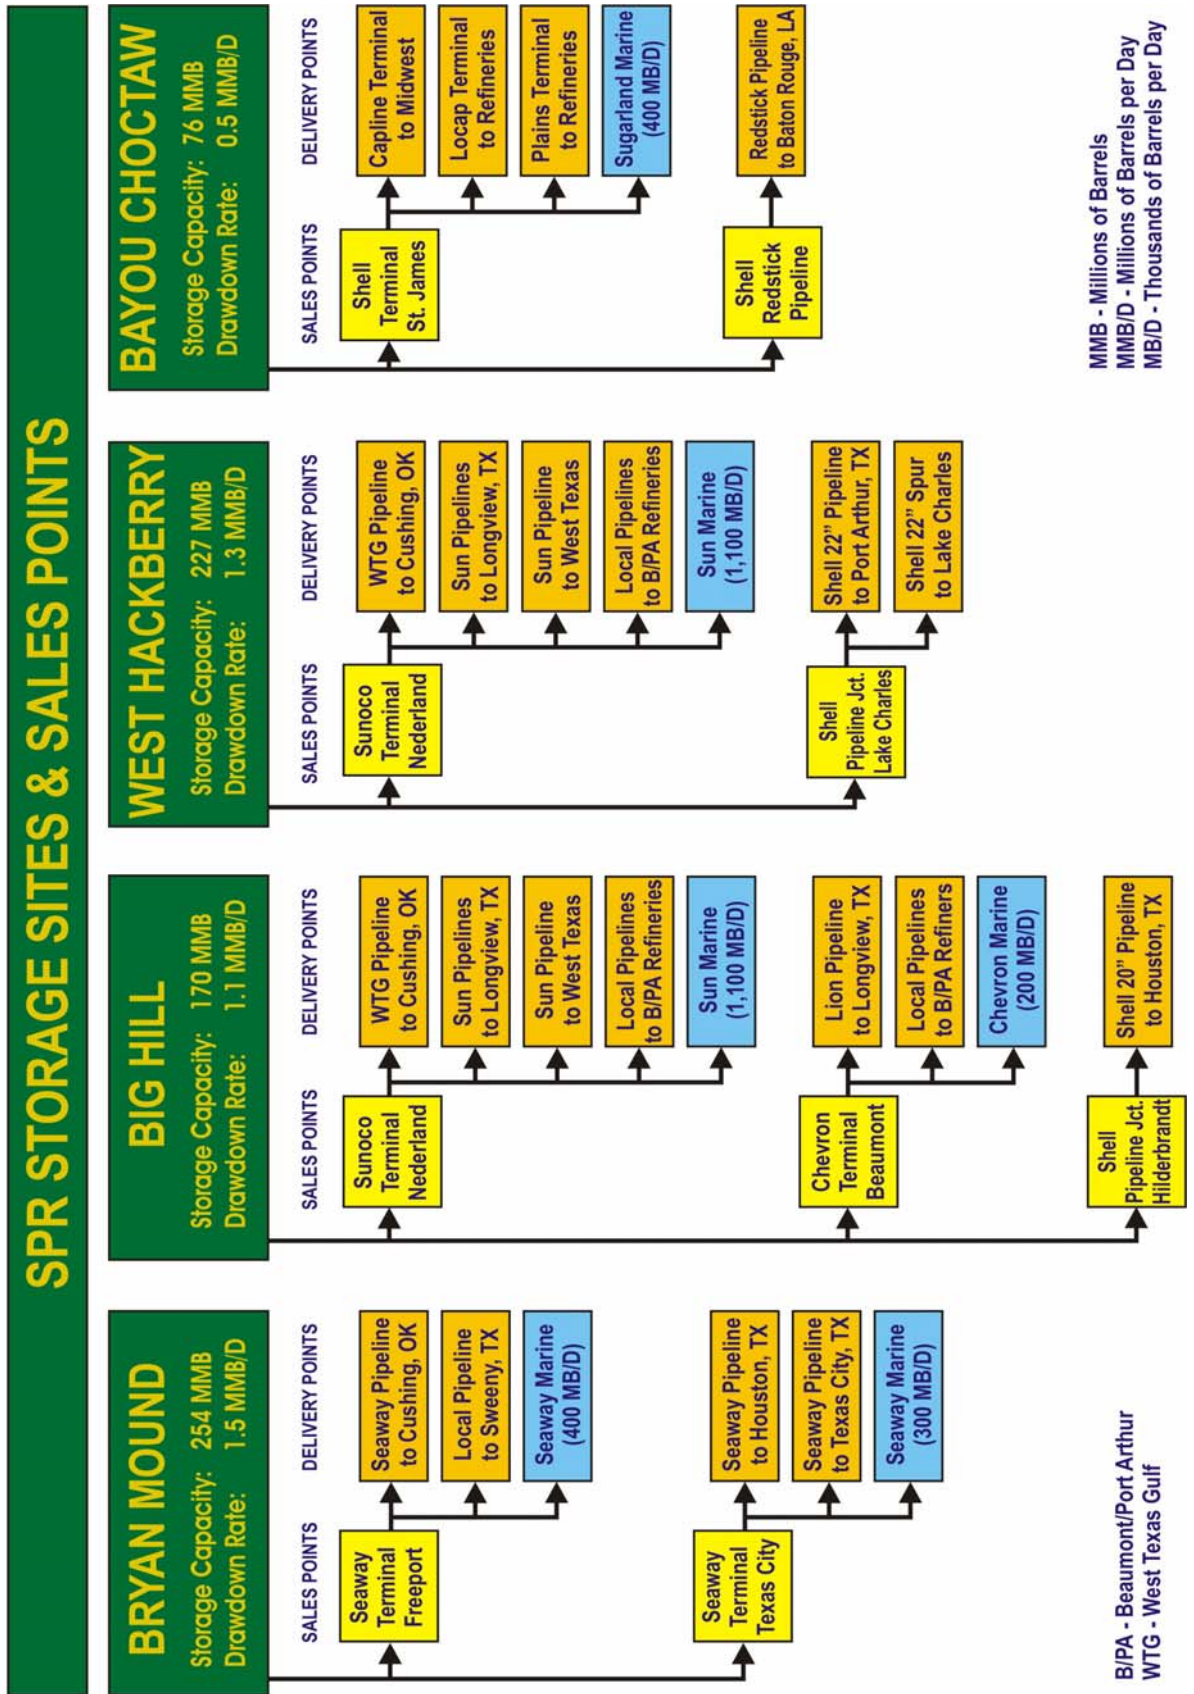 SPR STORAGE SITES & SALES POINTS
BRYAN MOUND
Storage Capacity: 254 MMB
Drawdown Rate: 1.5 MMB/D
SALES POINTS
DELIVERY POINTS
Seaway
Terminal
Freeport
Seaway Pipeline
to Cushing, OK
Local Pipeline
to Sweeny, TX
Seaway Marine
(400 MB/D)
Seaway
Terminal
Texas City
Seaway Pipeline
to Houston, TX
Seaway Pipeline
to Texas City, TX
Seaway Marine
(300 MB/D)
BIG HILL
Storage Capacity: 170 MMB
Drawdown Rate: 1.1 MMB/D
SALES POINTS
DELIVERY POINTS
Sunoco
Terminal
Nederland
WTG Pipeline
to Cushing, OK
Sun Pipelines
to Longview, TX
Sun Pipeline
to West Texas
Local Pipelines
to B/PA Refineries
Sun Marine
(1,100 MB/D)
Chevron
Terminal
Beaumont
Lion Pipeline
to Longview, TX
Local Pipelines
to B/PA Refiners
Chevron Marine
(200 MB/D)
Shell
Pipeline Jct.
Hilderbrandt
Shell 20" Pipeline
to Houston, TX
WEST HACKBERRY
Storage Capacity: 227 MMB
Drawdown Rate: 1.3 MMB/D
SALES POINTS
DELIVERY POINTS
Sunoco
Terminal
Nederland
WTG Pipeline
to Cushing, OK
Sun Pipelines
to Longview, TX
Sun Pipeline
to West Texas
Local Pipelines
to B/PA Refineries
Sun Marine
(1,100 MB/D)
Shell
Pipeline Jct.
Lake Charles
Shell 22" Pipeline
to Port Arthur, TX
Shell 22" Spur
to Lake Charles
BAYOU CHOCTAW
Storage Capacity: 76 MMB
Drawdown Rate: 0.5 MMB/D
SALES POINTS
DELIVERY POINTS
Shell
Terminal
St. James
Capline Terminal
to Midwest
Locap Terminal
to Refineries
Plains Terminal
to Refineries
Sugarland Marine
(400 MB/D)
Shell
Redstick
Pipeline
Redstick Pipeline
to Baton Rouge, LA
B/PA - Beaumont/Port Arthur
WTG - West Texas Gulf
MMB - Millions of Barrels
MMB/D - Millions of Barrels per Day
MB/D - Thousands of Barrels per Day